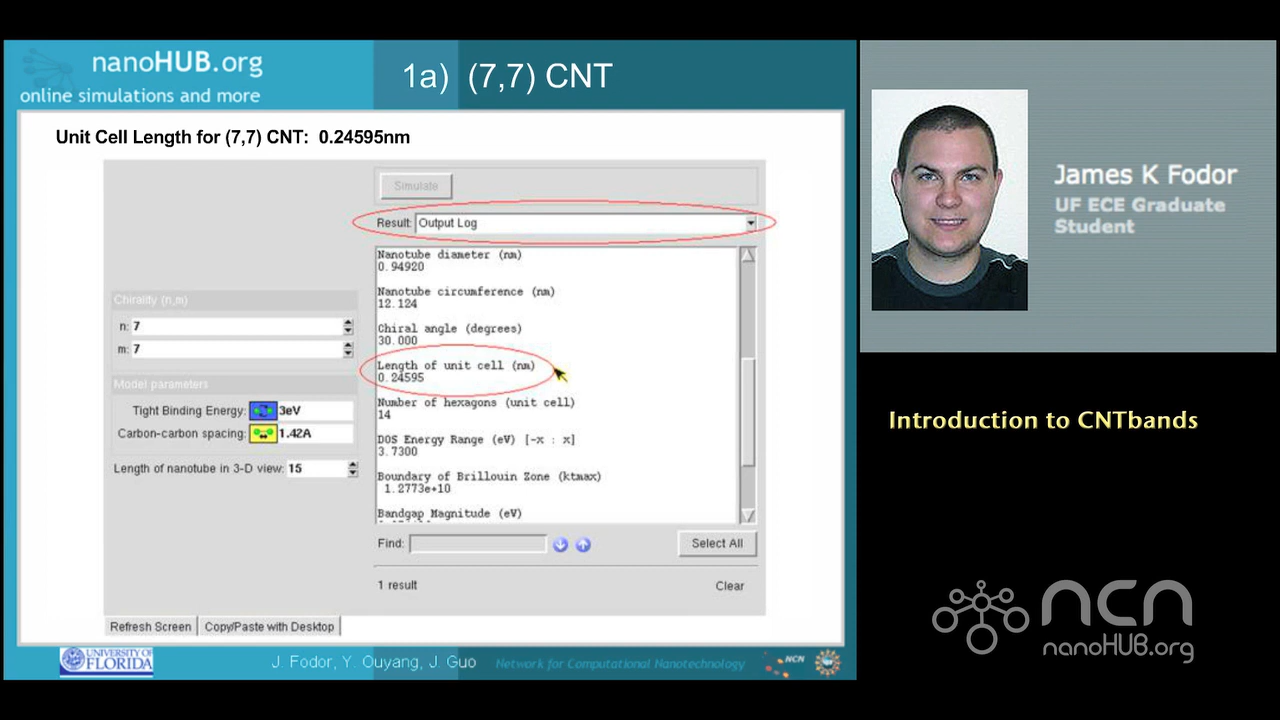 nanoHUB.org
online simulations and more
1a) (7,7) CNT
Unit Cell Length for (7,7) CNT: 0.24595nm
Simulate
Result: Output Log
Nanotube diameter (nm)
0.94920
Nanotube circumference (nm)
12.124
Chiral angle (degrees)
30.000
Length of unit cell (nm)
0.24595
Number of hexagons (unit cell)
14
DOS Energy Range (eV) [-x : x]
3.7300
Boundary of Brillouin Zone (ktmax)
1.2773e+10
Bandgap Magnitude (eV)
Chirality (n,m)
n: 7
m: 7
Model parameters
Tight Binding Energy: 3eV
Carbon-carbon spacing: 1.42A
Length of nanotube in 3-D view: 15
Find:
Select All
1 result
Clear
Refresh Screen
Copy/Paste with Desktop
UNIVERSITY OF
FLORIDA
J. Fodor, Y. Ouyang, J. Guo
Network for Computational Nanotechnology
NCN
James K Fodor
UF ECE Graduate
Student
Introduction to CNTbands
ncn
nanoHUB.org